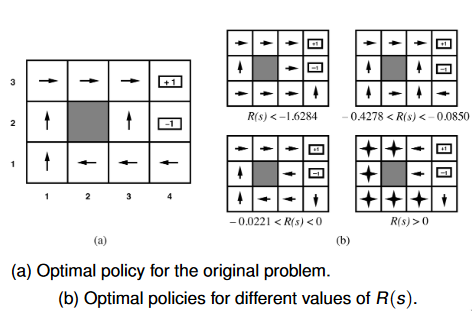 3
+1
+1
+1
-1
-1
2
-1
R(s) < -1.6284
- 0.4278 < R(s) < - 0.0850
1
+1
+1
1
2
3
4
-1
-1
- 0.0221 < R(s) < 0
R(s) > 0
(a)
(b)
(a) Optimal policy for the original problem.
(b) Optimal policies for different values of R(s).